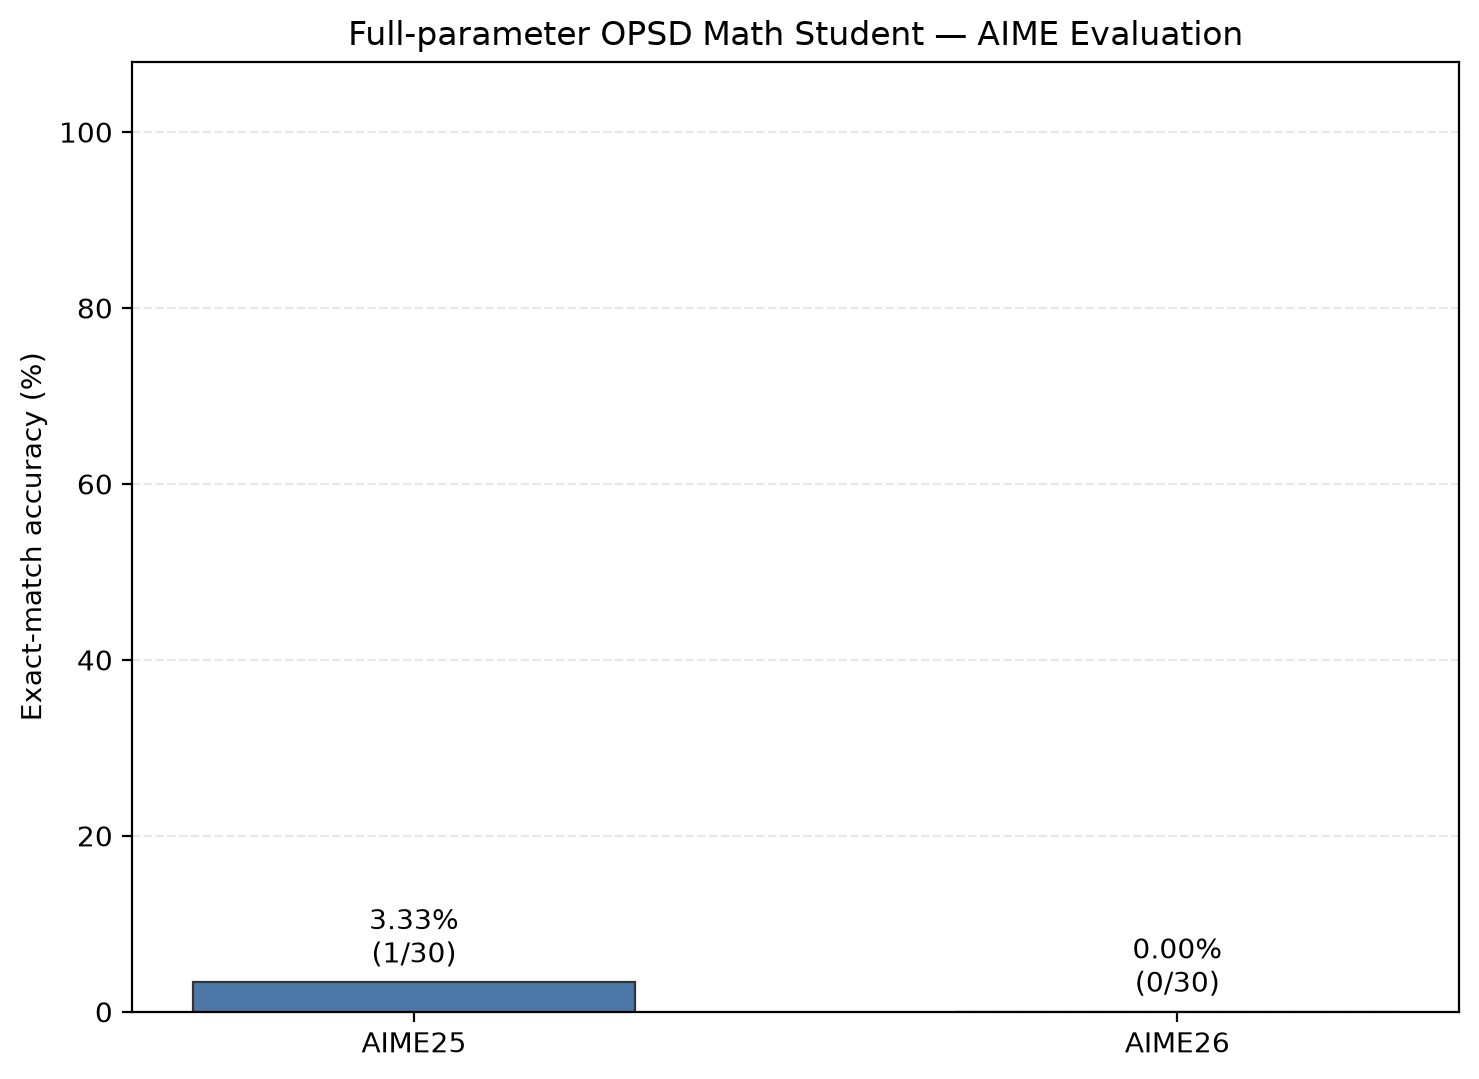 Full-parameter OPSD Math Student — AIME Evaluation
Exact-match accuracy (%)
100
80
60
40
20
0
3.33%
(1/30)
0.00%
(0/30)
AIME25
AIME26